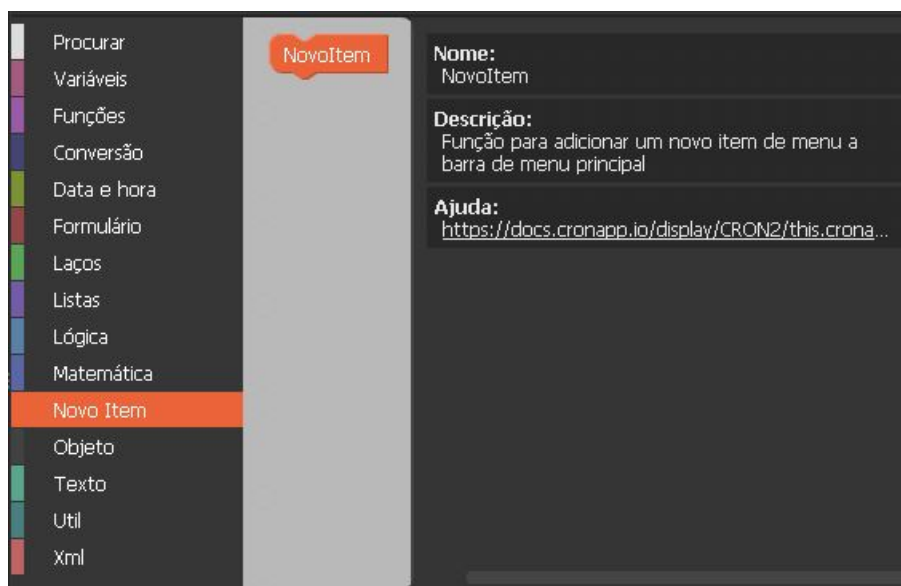 Procurar
Variáveis
Funções
Conversão
Data e hora
Formulário
Laços
Listas
Lógica
Matemática
Novo Item
Objeto
Texto
Util
Xml
NovoItem
Nome:
NovoItem
Descrição:
Função para adicionar um novo item de menu a
barra de menu principal
Ajuda:
https://docs.cronapp.io/display/CRON2/this.crona...